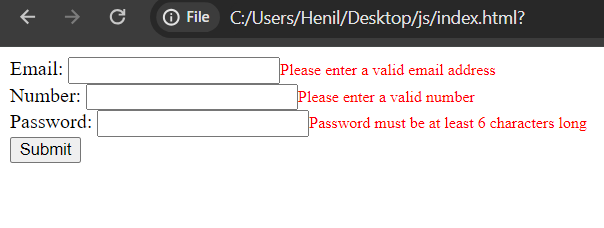 File C:/Users/Henil/Desktop/js/index.html?
Email: Please enter a valid email address
Number: Please enter a valid number
Password: Password must be at least 6 characters long
Submit